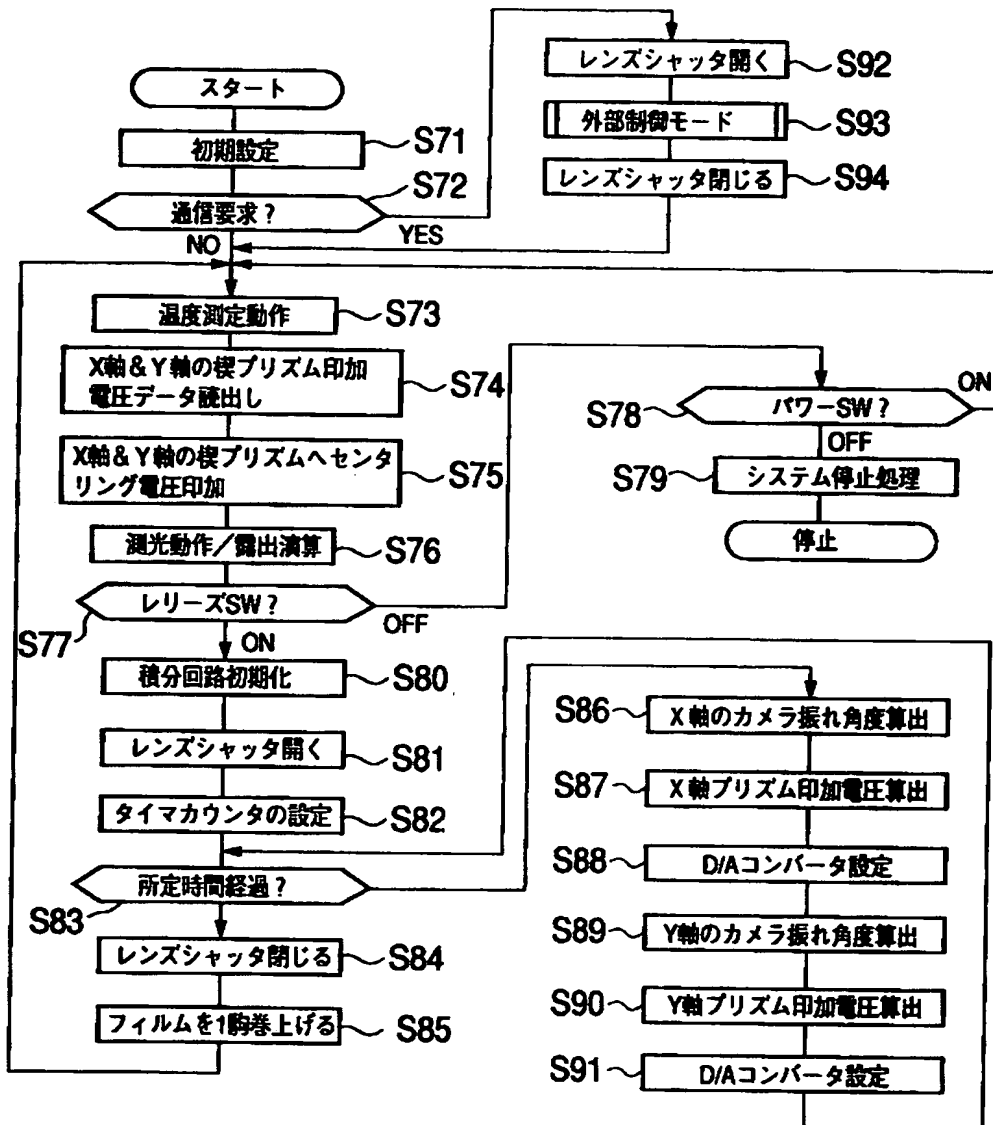 スタート
初期設定
S71
通信要求?
S72
NO
YES
レンズシャッタ開く
S92
外部制御モード
S93
レンズシャッタ閉じる
S94
温度測定動作
S73
X軸&Y軸の楔プリズム印加
電圧データ読出し
S74
X軸&Y軸の楔プリズムへセンタ
リング電圧印加
S75
測光動作/露出演算
S76
レリーズSW?
S77
OFF
ON
パワーSW?
S78
ON
OFF
システム停止処理
S79
停止
積分回路初期化
S80
レンズシャッタ開く
S81
タイマカウンタの設定
S82
所定時間経過?
S83
レンズシャッタ閉じる
S84
フィルムを1駒巻上げる
S85
S86
X軸のカメラ振れ角度算出
S87
X軸プリズム印加電圧算出
S88
D/Aコンバータ設定
S89
Y軸のカメラ振れ角度算出
S90
Y軸プリズム印加電圧算出
S91
D/Aコンバータ設定